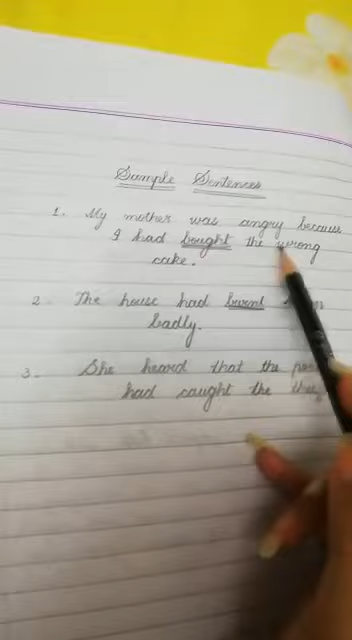 Sample Sentences
1. My mother was angry because
I had bought the wrong
cake.
2. The house had burnt
badly.
3. She heard that the
had caught the